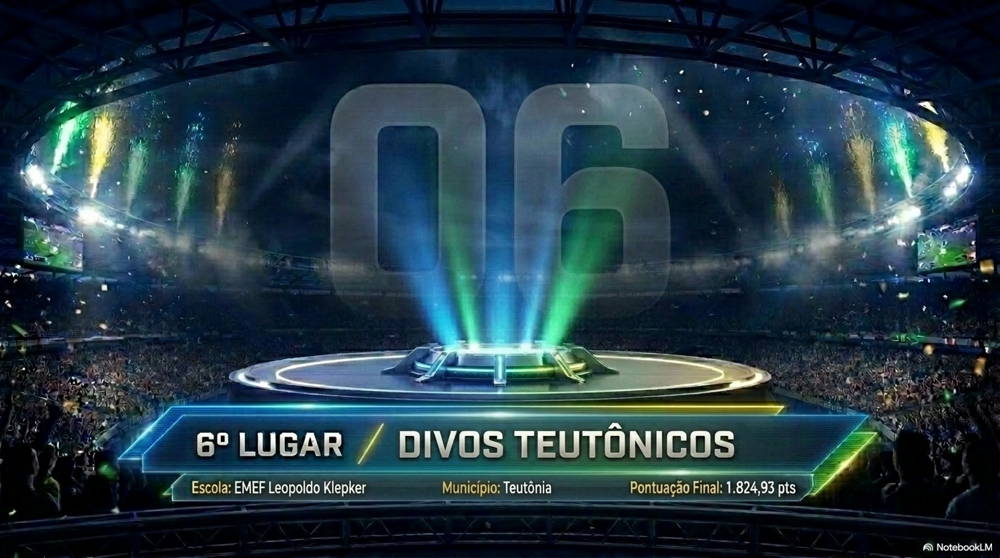 06
6º LUGAR / DIVOS TEUTÔNICOS
Escola: EMEF Leopoldo Klepker Município: Teutônia Pontuação Final: 1.824,93 pts
NotebookLM